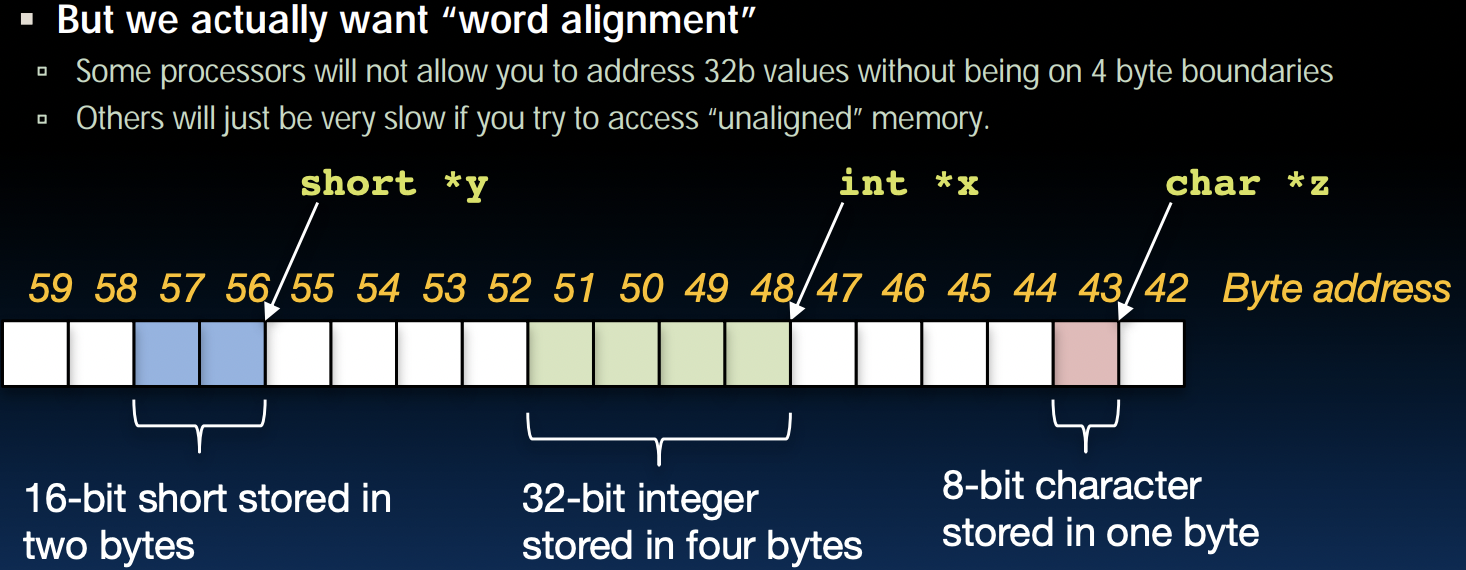 ▪ But we actually want “word alignment”
▫ Some processors will not allow you to address 32b values without being on 4 byte boundaries
▫ Others will just be very slow if you try to access “unaligned” memory.
short *y int *x char *z
59 58 57 56 55 54 53 52 51 50 49 48 47 46 45 44 43 42 Byte address
16-bit short stored in
two bytes
32-bit integer
stored in four bytes
8-bit character
stored in one byte